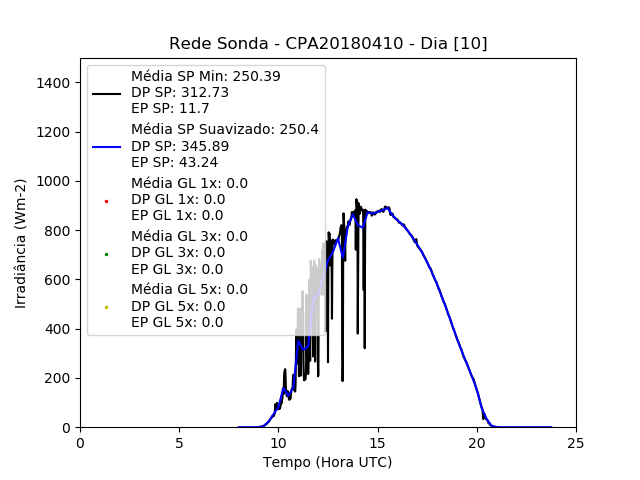 Rede Sonda - CPA20180410 - Dia [10]
Média SP Min: 250.39
DP SP: 312.73
EP SP: 11.7
Média SP Suavizado: 250.4
DP SP: 345.89
EP SP: 43.24
Média GL 1x: 0.0
DP GL 1x: 0.0
EP GL 1x: 0.0
Média GL 3x: 0.0
DP GL 3x: 0.0
EP GL 3x: 0.0
Média GL 5x: 0.0
DP GL 5x: 0.0
EP GL 5x: 0.0
Irradiância (Wm-2)
1400
1200
1000
800
600
400
200
0
0 5 10 15 20 25
Tempo (Hora UTC)